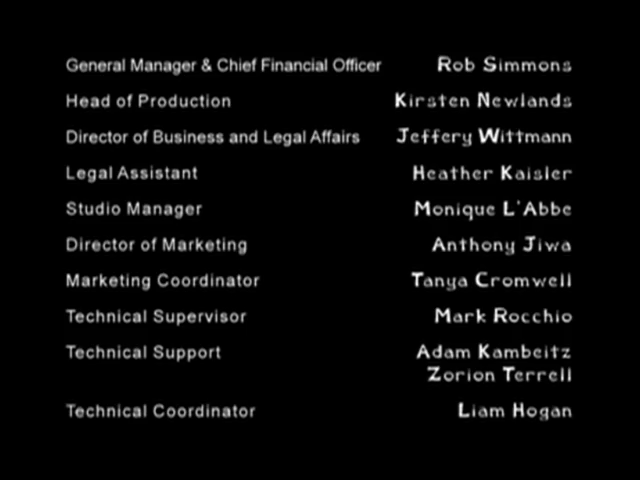 General Manager & Chief Financial Officer Rob Simmons
Head of Production Kirsten Newlands
Director of Business and Legal Affairs Jeffery Wittmann
Legal Assistant Heather Kaisler
Studio Manager Monique L'Abbe
Director of Marketing Anthony Jiwa
Marketing Coordinator Tanya Cromwell
Technical Supervisor Mark Rocchio
Technical Support Adam Kambeitz
Zorion Terrell
Technical Coordinator Liam Hogan